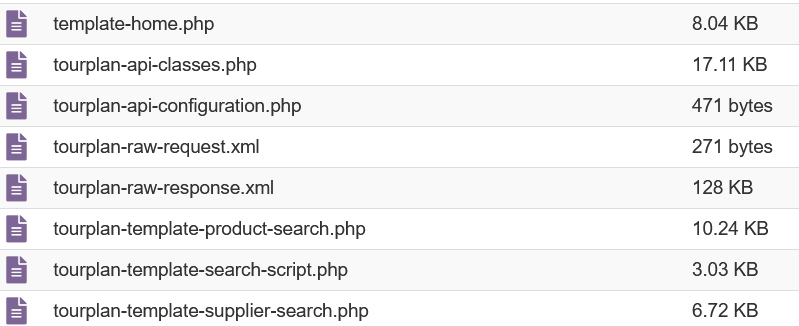 template-home.php 8.04 KB
tourplan-api-classes.php 17.11 KB
tourplan-api-configuration.php 471 bytes
tourplan-raw-request.xml 271 bytes
tourplan-raw-response.xml 128 KB
tourplan-template-product-search.php 10.24 KB
tourplan-template-search-script.php 3.03 KB
tourplan-template-supplier-search.php 6.72 KB